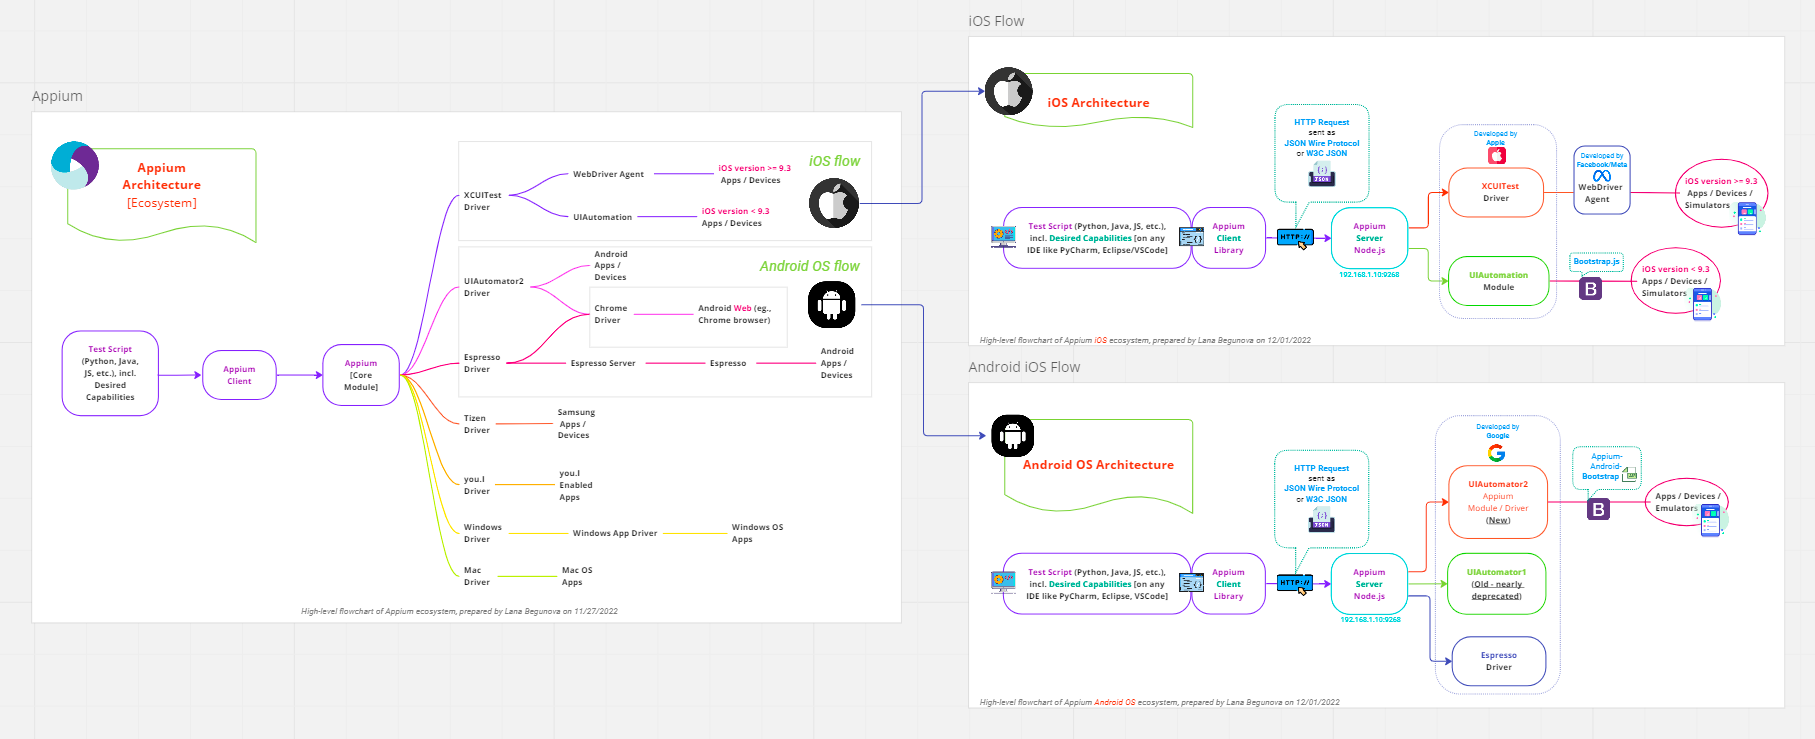 Appium
Appium
Architecture
[Ecosystem]
Test Script
(Python, Java,
JS, etc.), incl.
Desired
Capabilities
Appium
Client
Appium
[Core
Module]
iOS flow
XCUITest
Driver
WebDriver Agent
iOS version >= 9.3
Apps / Devices
UIAutomation
iOS version < 9.3
Apps / Devices
Android OS flow
UIAutomator2
Driver
Android
Apps /
Devices
Chrome
Driver
Android Web (eg.,
Chrome browser)
Espresso
Driver
Espresso Server
Espresso
Android
Apps /
Devices
Tizen
Driver
Samsung
Apps /
Devices
you.I
Driver
you.I
Enabled
Apps
Windows
Driver
Windows App Driver
Windows OS
Apps
Mac
Driver
Mac OS
Apps
High-level flowchart of Appium ecosystem, prepared by Lana Begunova on 11/27/2022
iOS Flow
iOS Architecture
Test Script (Python, Java, JS, etc.),
incl. Desired Capabilities [on any
IDE like PyCharm, Eclipse/VSCode]
Appium
Client
Library
HTTP Request
sent as
JSON Wire Protocol
or W3C JSON
{;}
JSON
HTTP://
Appium
Server
Node.js
192.168.1.10:9268
Developed by
Apple
XCUITest
Driver
UIAutomation
Module
Developed by
Facebook/Meta
WebDriver
Agent
iOS version >= 9.3
Apps / Devices /
Simulators
Bootstrap.js
B
iOS version < 9.3
Apps / Devices /
Simulators
High-level flowchart of Appium iOS ecosystem, prepared by Lana Begunova on 12/01/2022
Android iOS Flow
Android OS Architecture
Test Script (Python, Java, JS, etc.),
incl. Desired Capabilities [on any
IDE like PyCharm, Eclipse, VSCode]
Appium
Client
Library
HTTP Request
sent as
JSON Wire Protocol
or W3C JSON
{;}
JSON
HTTP://
Appium
Server
Node.js
192.168.1.10:9268
Developed by
Google
G
UIAutomator2
Appium
Module / Driver
(New)
UIAutomator1
(Old - nearly
deprecated)
Espresso
Driver
Appium-
Android-
Bootstrap
B
Apps / Devices /
Emulators
High-level flowchart of Appium Android OS ecosystem, prepared by Lana Begunova on 12/01/2022